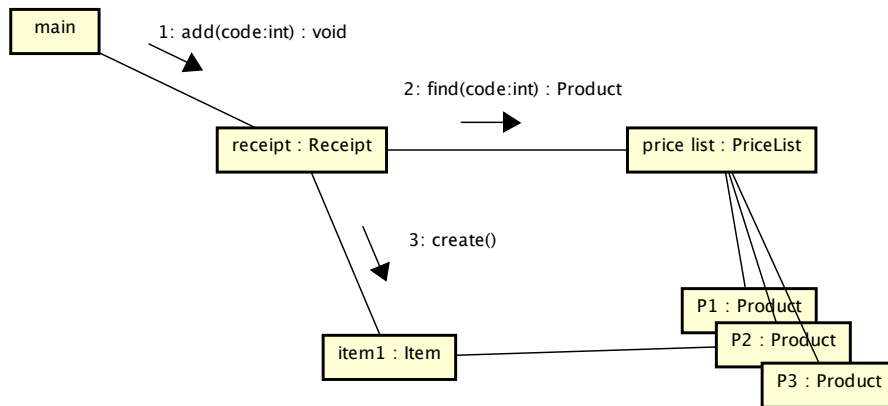 main
1: add(code:int) : void
2: find(code:int) : Product
receipt : Receipt
price list : PriceList
3: create()
P1 : Product
P2 : Product
item1 : Item
P3 : Product